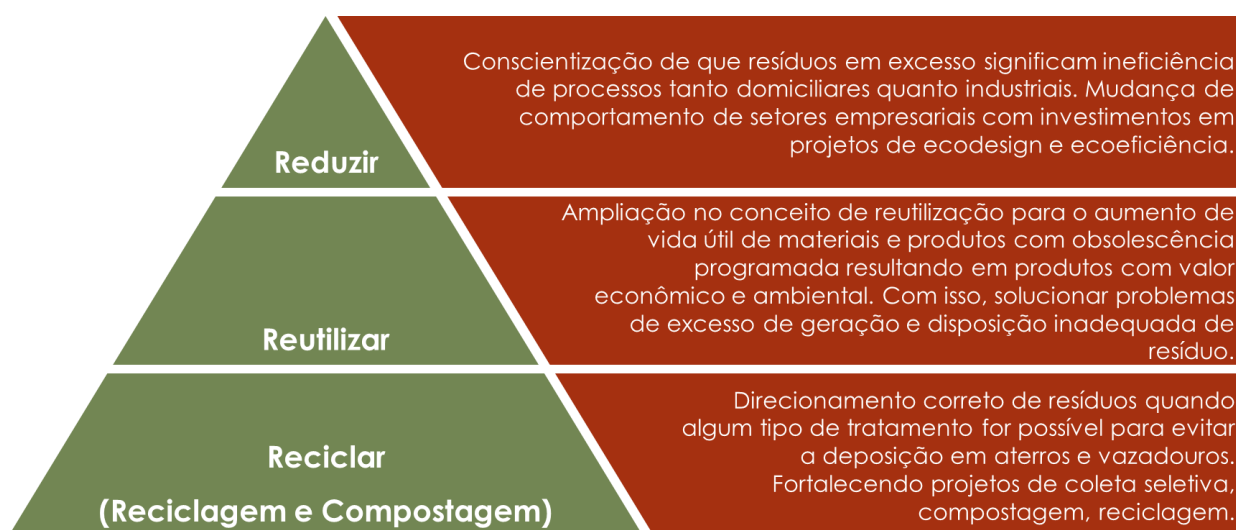 Reduzir
Conscientização de que resíduos em excesso significam ineficiência
de processos tanto domiciliares quanto industriais. Mudança de
comportamento de setores empresariais com investimentos em
projetos de ecodesign e ecoeficiência.
Reutilizar
Ampliação no conceito de reutilização para o aumento de
vida útil de materiais e produtos com obsolescência
programada resultando em produtos com valor
econômico e ambiental. Com isso, solucionar problemas
de excesso de geração e disposição inadequada de
resíduo.
Reciclar
(Reciclagem e Compostagem)
Direcionamento correto de resíduos quando
algum tipo de tratamento for possível para evitar
a deposição em aterros e vazadouros.
Fortalecendo projetos de coleta seletiva,
compostagem, reciclagem.